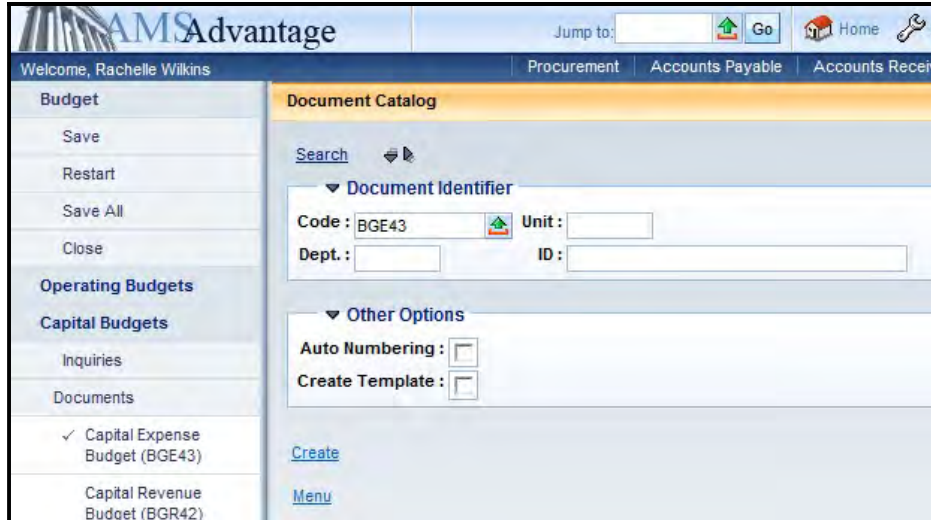 AMSAdvantage
Jump to:
Go
Home
Welcome, Rachelle Wilkins
Procurement
Accounts Payable
Accounts Recei
Budget
Save
Restart
Save All
Close
Operating Budgets
Capital Budgets
Inquiries
Documents
✓ Capital Expense
Budget (BGE43)
Capital Revenue
Budget (BGR42)
Document Catalog
Search
Document Identifier
Code : BGE43
Unit :
Dept. :
ID :
Other Options
Auto Numbering :
Create Template :
Create
Menu